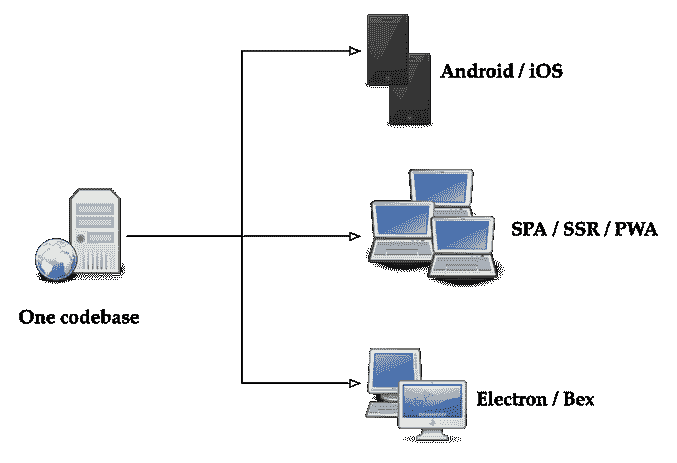 Android / iOS
SPA / SSR / PWA
One codebase
Electron / Bex